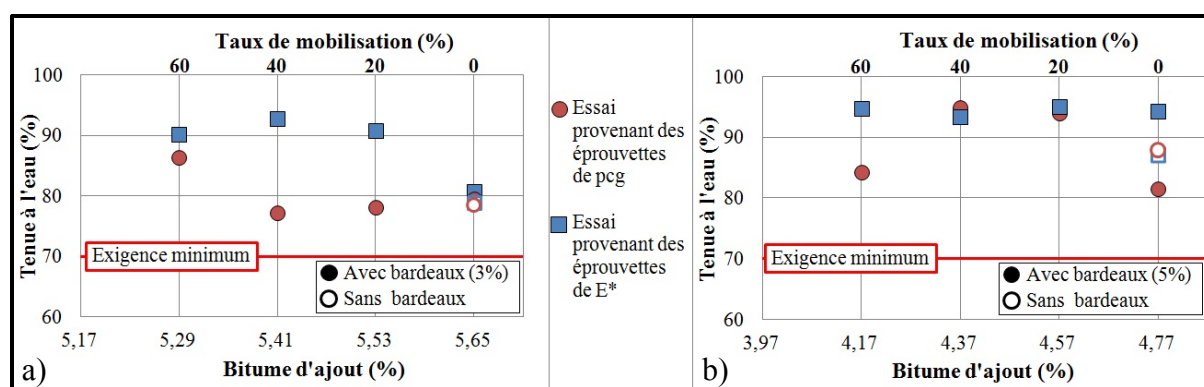 Taux de mobilisation (%)
60 40 20 0
Tenue à l'eau (%)
100
90
80
70
60
Exigence minimum
Avec bardeaux (3%)
Sans bardeaux
5,17 5,29 5,41 5,53 5,65
Bitume d'ajout (%)
a)
Essai
provenant des
éprouvettes
de pcg
Essai
provenant des
éprouvettes
de E*
Taux de mobilisation (%)
60 40 20 0
Tenue à l'eau (%)
100
90
80
70
60
Exigence minimum
Avec bardeaux (5%)
Sans bardeaux
3,97 4,17 4,37 4,57 4,77
Bitume d'ajout (%)
b)